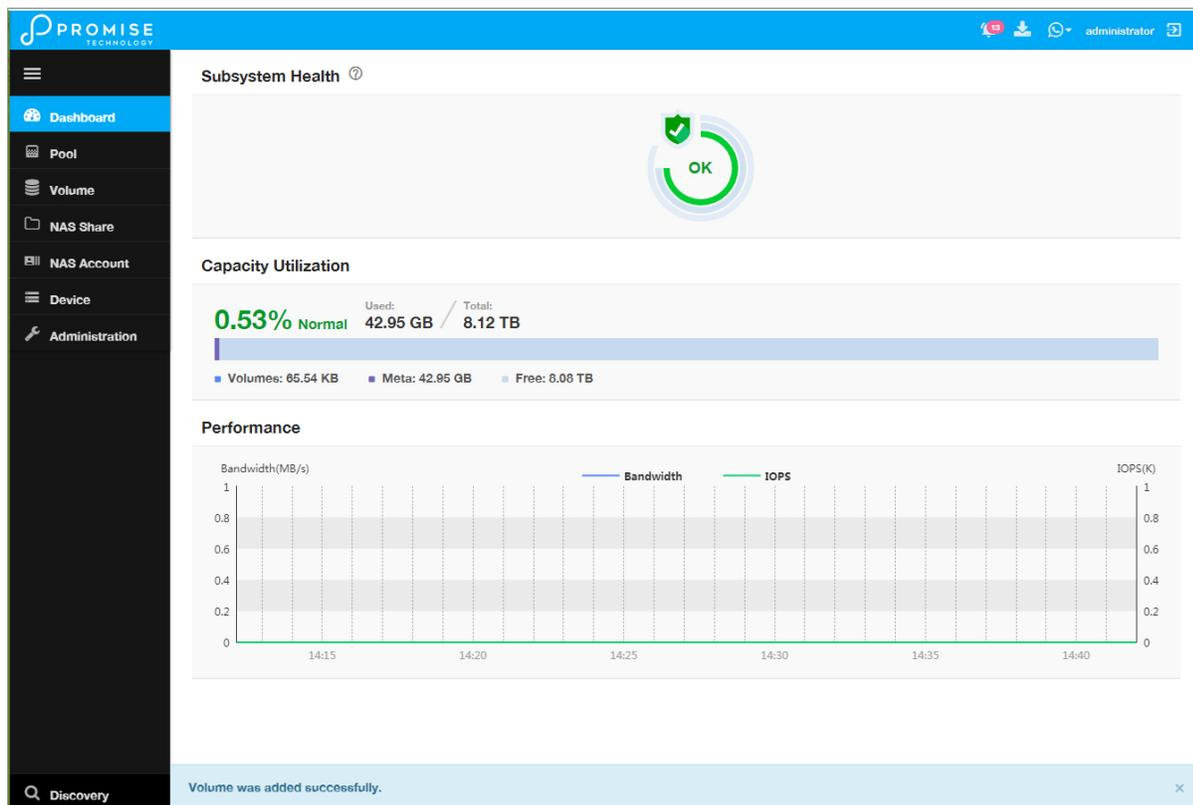 PROMISE
TECHNOLOGY
13
administrator
Subsystem Health ?
Dashboard
Pool
Volume
NAS Share
NAS Account
Device
Administration
Discovery
OK
Capacity Utilization
0.53% Normal
Used:
42.95 GB
/
Total:
8.12 TB
Volumes: 65.54 KB
Meta: 42.95 GB
Free: 8.08 TB
Performance
Bandwidth(MB/s)
Bandwidth
IOPS
IOPS(K)
1
0.8
0.6
0.4
0.2
0
1
0.8
0.6
0.4
0.2
0
14:15
14:20
14:25
14:30
14:35
14:40
Volume was added successfully.
×